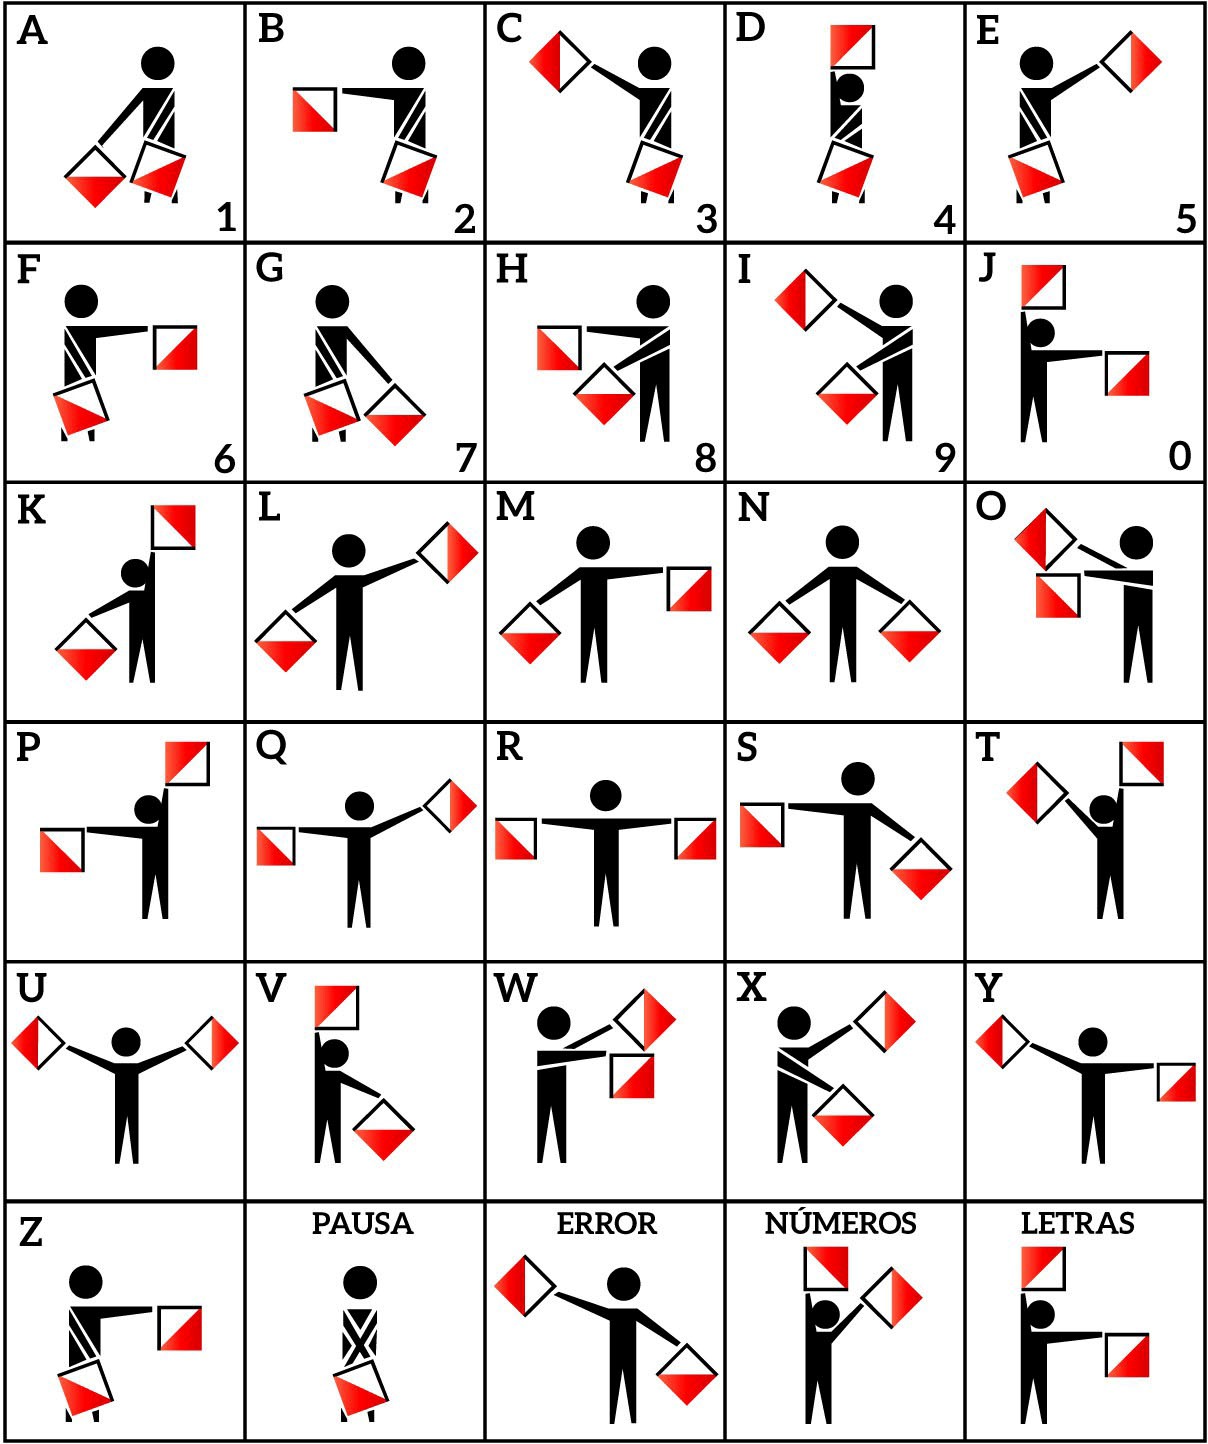 A B C D E
1 2 3 4 5
F G H I J
6 7 8 9 0
K L M N O
P Q R S T
U V W X Y
Z PAUSA ERROR NÚMEROS LETRAS